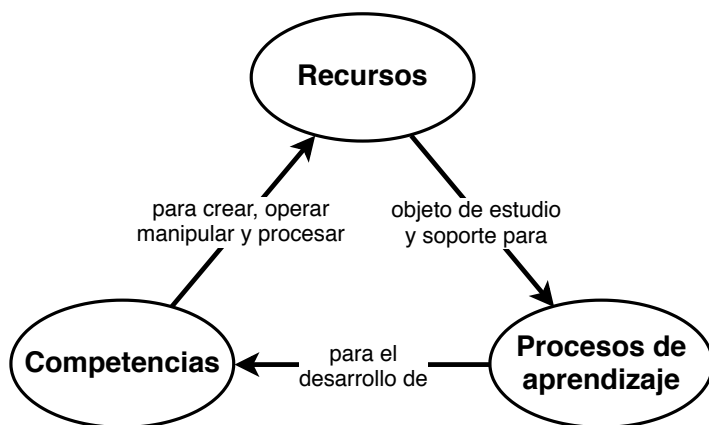 Recursos
para crear, operar
manipular y procesar
objeto de estudio
y soporte para
Competencias
para el
desarrollo de
Procesos de
aprendizaje